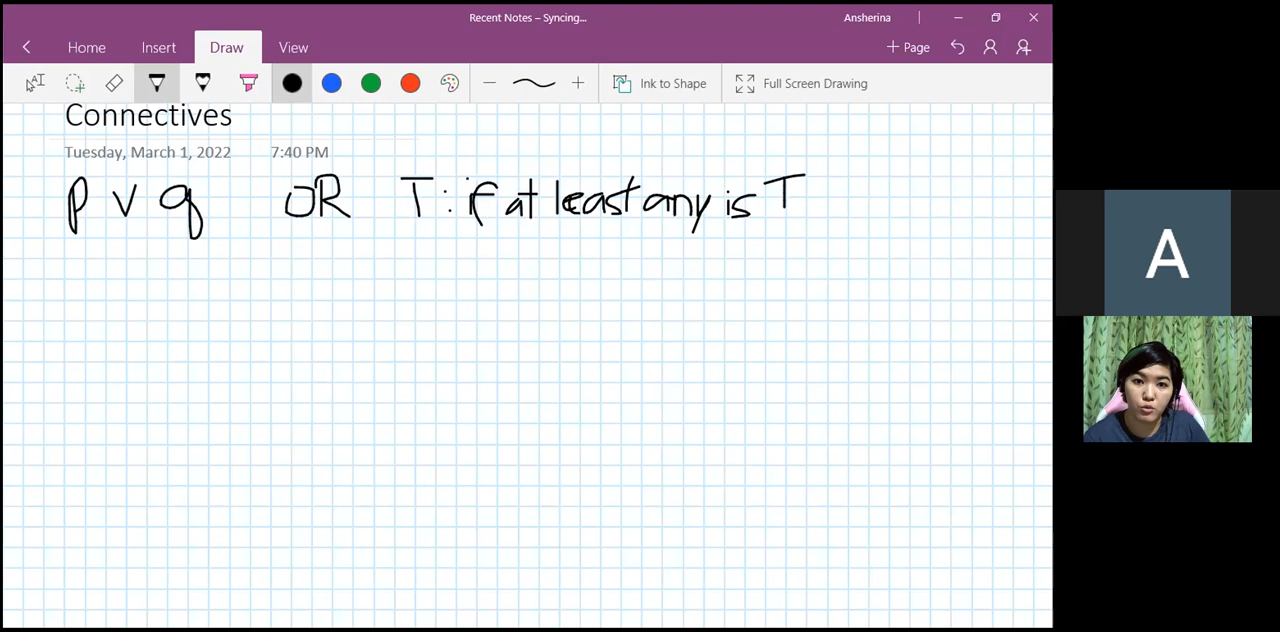 Recent Notes – Syncing...
Ansherina
Home Insert Draw View
+ Page
Ink to Shape
Full Screen Drawing
Connectives
Tuesday, March 1, 2022 7:40 PM
p ∨ q OR T : if at least any is T
A